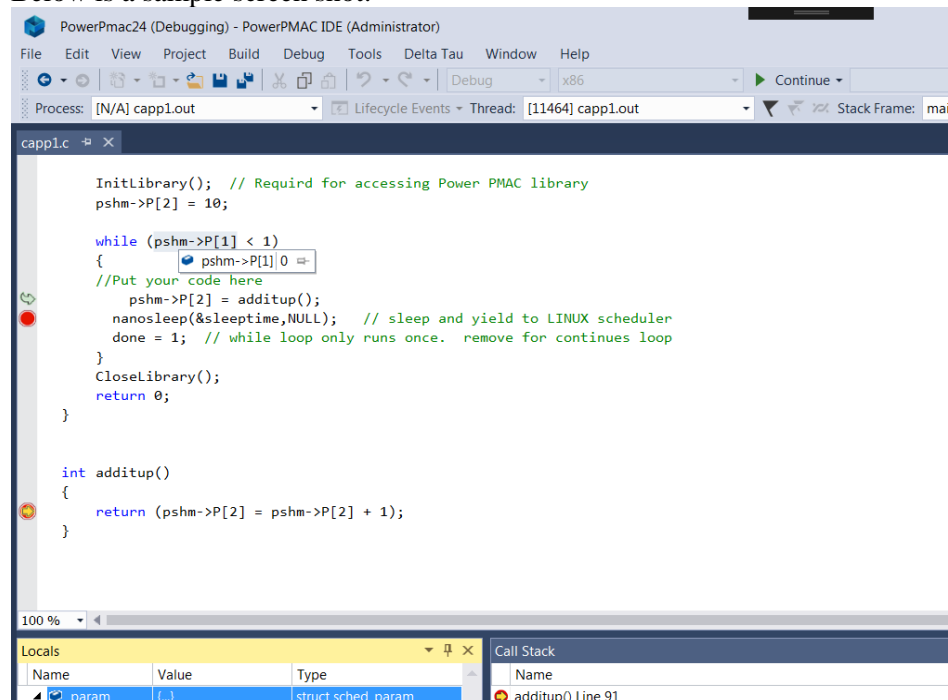 Below is a sample screen shot.
PowerPmac24 (Debugging) - PowerPMAC IDE (Administrator)
File Edit View Project Build Debug Tools Delta Tau Window Help
Debug x86 Continue
Process: [N/A] capp1.out Lifecycle Events Thread: [11464] capp1.out Stack Frame: mai
capp1.c
InitLibrary(); // Requird for accessing Power PMAC library
pshm->P[2] = 10;
while (pshm->P[1] < 1)
{ pshm->P[1] 0
//Put your code here
pshm->P[2] = additup();
nanosleep(&sleeptime,NULL); // sleep and yield to LINUX scheduler
done = 1; // while loop only runs once. remove for continues loop
}
CloseLibrary();
return 0;
}
int additup()
{
return (pshm->P[2] = pshm->P[2] + 1);
}
100 %
Locals Call Stack
Name Value Type Name
param {...} struct sched_param additup() Line 91